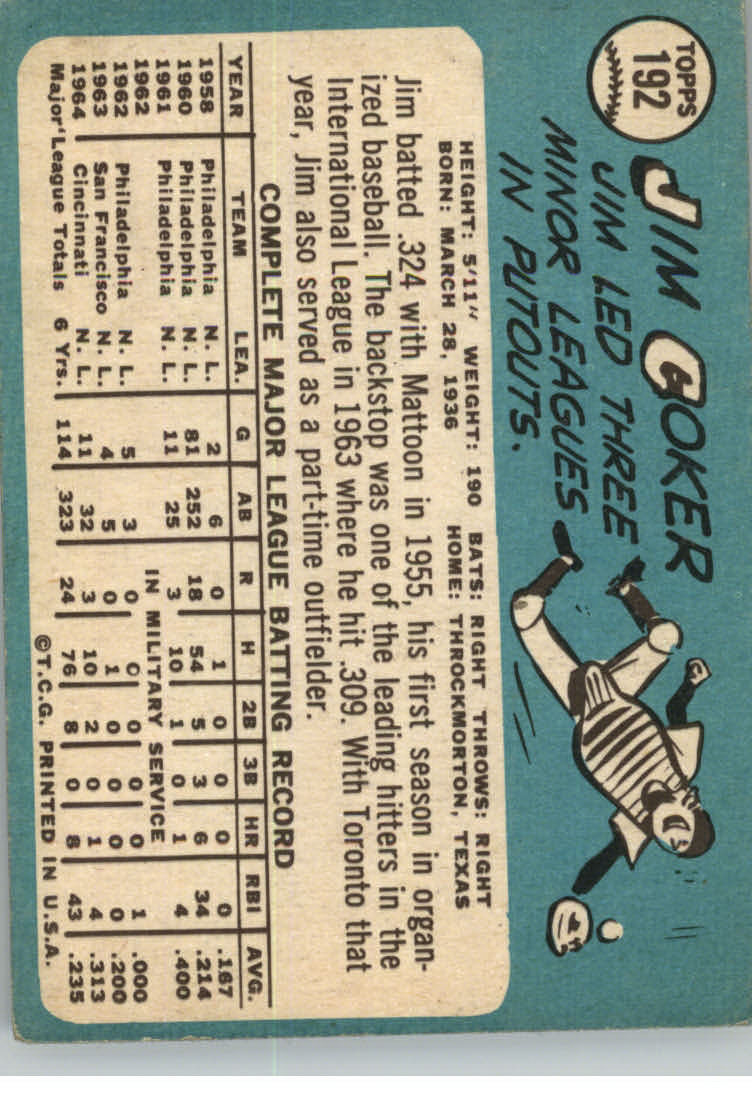 TOPPS
192
JIM COKER
JIM LED THREE
MINOR LEAGUES
IN PUTOUTS.
HEIGHT: 5'11" WEIGHT: 190 BATS: RIGHT THROWS: RIGHT
BORN: MARCH 28, 1936 HOME: THROCKMORTON, TEXAS
Jim batted .324 with Mattoon in 1955, his first season in organ-
ized baseball. The backstop was one of the leading hitters in the
International League in 1963 where he hit .309. With Toronto that
year, Jim also served as a part-time outfielder.
COMPLETE MAJOR LEAGUE BATTING RECORD
YEAR TEAM LEA. G AB R H 2B 3B HR RBI AVG.
1958 Philadelphia N. L. 2 6 0 1 0 0 0 0 .167
1960 Philadelphia N. L. 81 252 18 54 5 3 6 34 .214
1961 Philadelphia N. L. 11 25 3 10 1 0 1 4 .400
1962 IN MILITARY SERVICE
1962 Philadelphia N. L. 5 3 0 0 0 0 0 1 .000
1963 San Francisco N. L. 4 5 0 1 0 0 0 0 .200
1964 Cincinnati N. L. 11 32 3 10 2 0 1 4 .313
Major League Totals 6 Yrs. 114 323 24 76 8 0 8 43 .235
©T.C.G. PRINTED IN U.S.A.